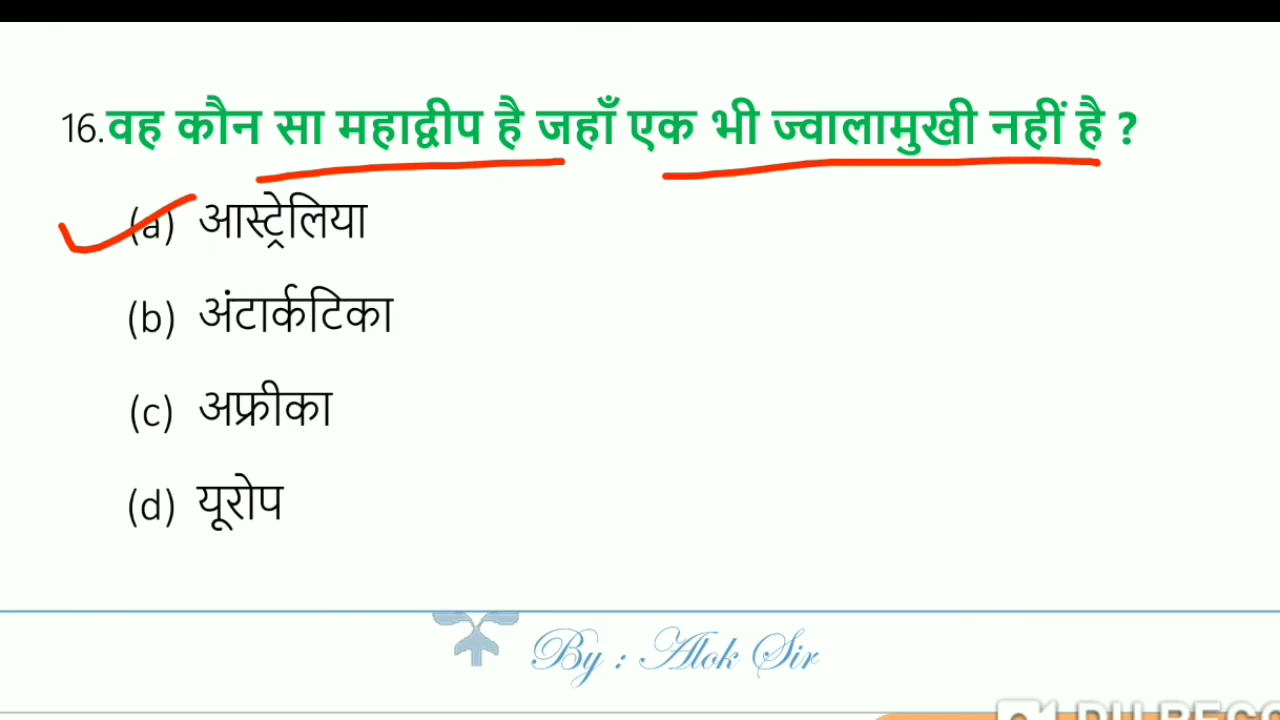 16.वह कौन सा महाद्वीप है जहाँ एक भी ज्वालामुखी नहीं है ?
(a) आस्ट्रेलिया
(b) अंटार्कटिका
(c) अफ्रीका
(d) यूरोप
By : Alok Sir